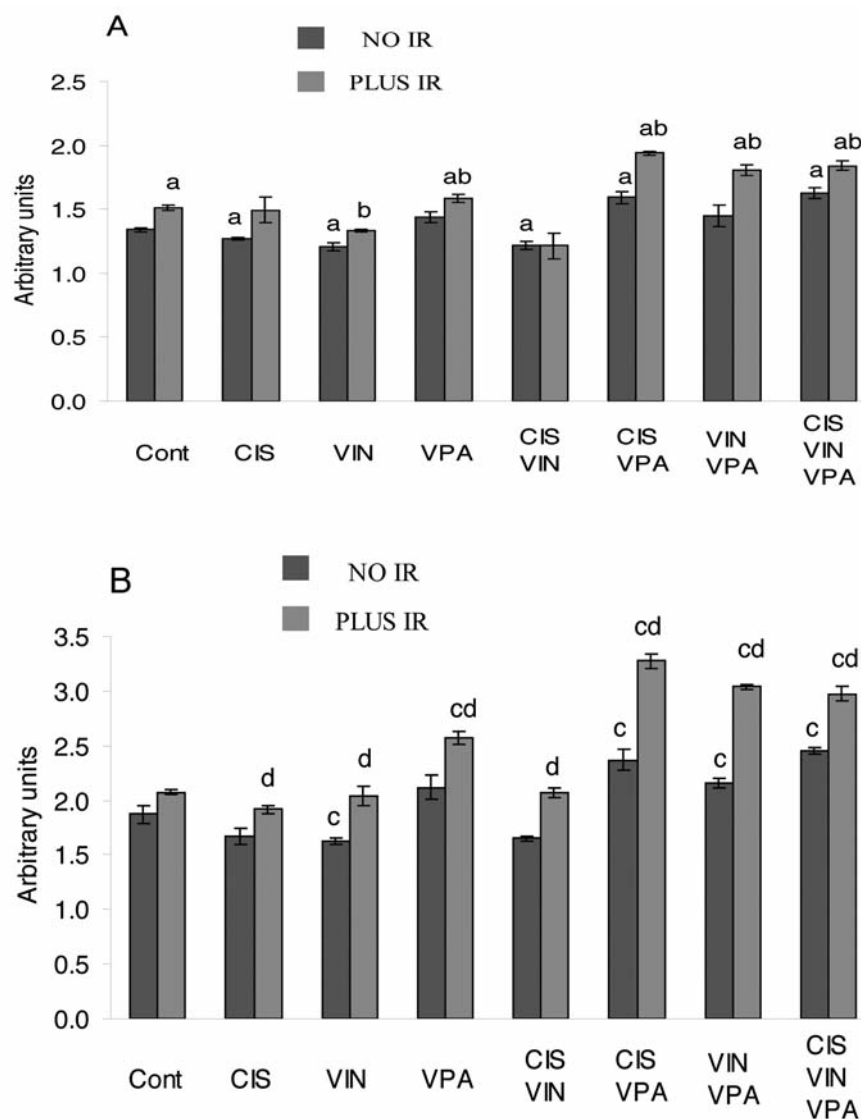 A
NO IR
PLUS IR
Arbitrary units
2.5
2.0
1.5
1.0
0.5
0.0
a
a
a
b
ab
a
a
ab
ab
a
ab
Cont
CIS
VIN
VPA
CIS
VIN
CIS
VPA
VIN
VPA
CIS
VIN
VPA
B
NO IR
PLUS IR
Arbitrary units
3.5
3.0
2.5
2.0
1.5
1.0
0.5
0.0
d
c
d
cd
d
c
cd
c
cd
c
cd
Cont
CIS
VIN
VPA
CIS
VIN
CIS
VPA
VIN
VPA
CIS
VIN
VPA